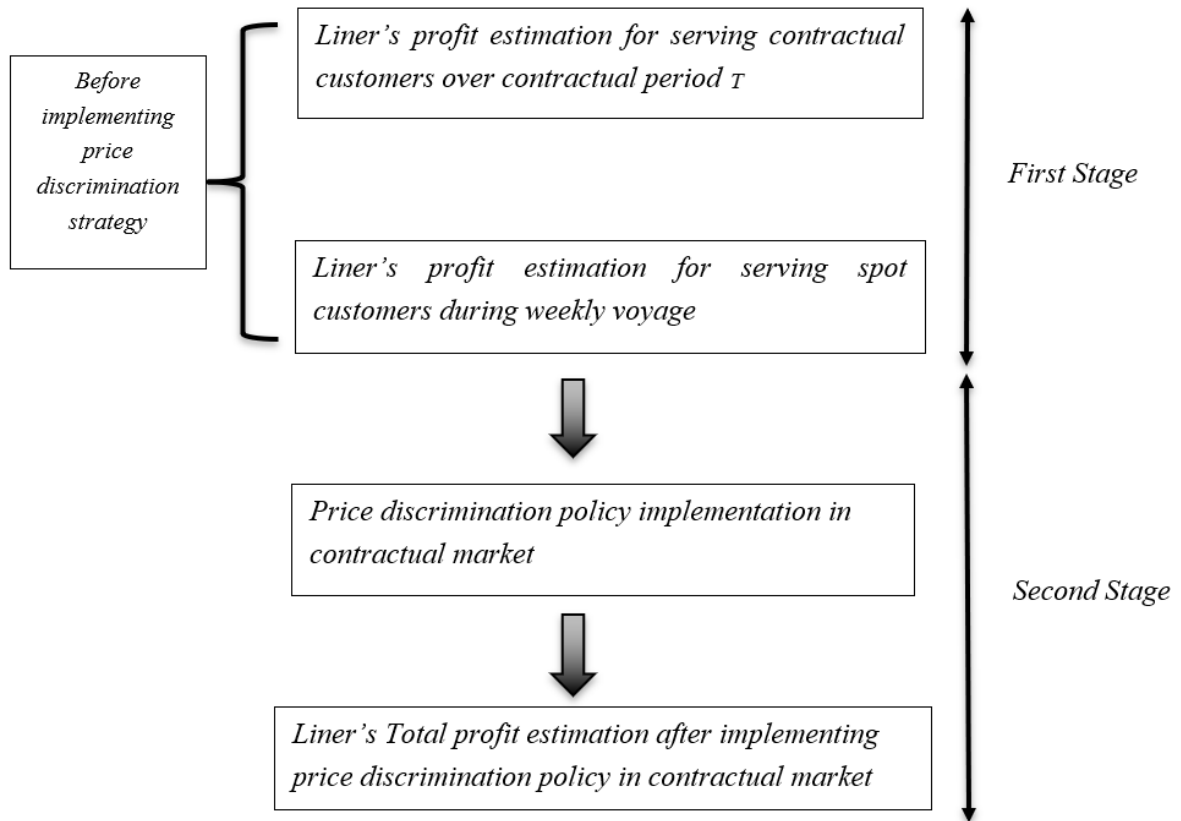 Before
implementing
price
discrimination
strategy
Liner's profit estimation for serving contractual
customers over contractual period T
Liner's profit estimation for serving spot
customers during weekly voyage
First Stage
Price discrimination policy implementation in
contractual market
Second Stage
Liner's Total profit estimation after implementing
price discrimination policy in contractual market